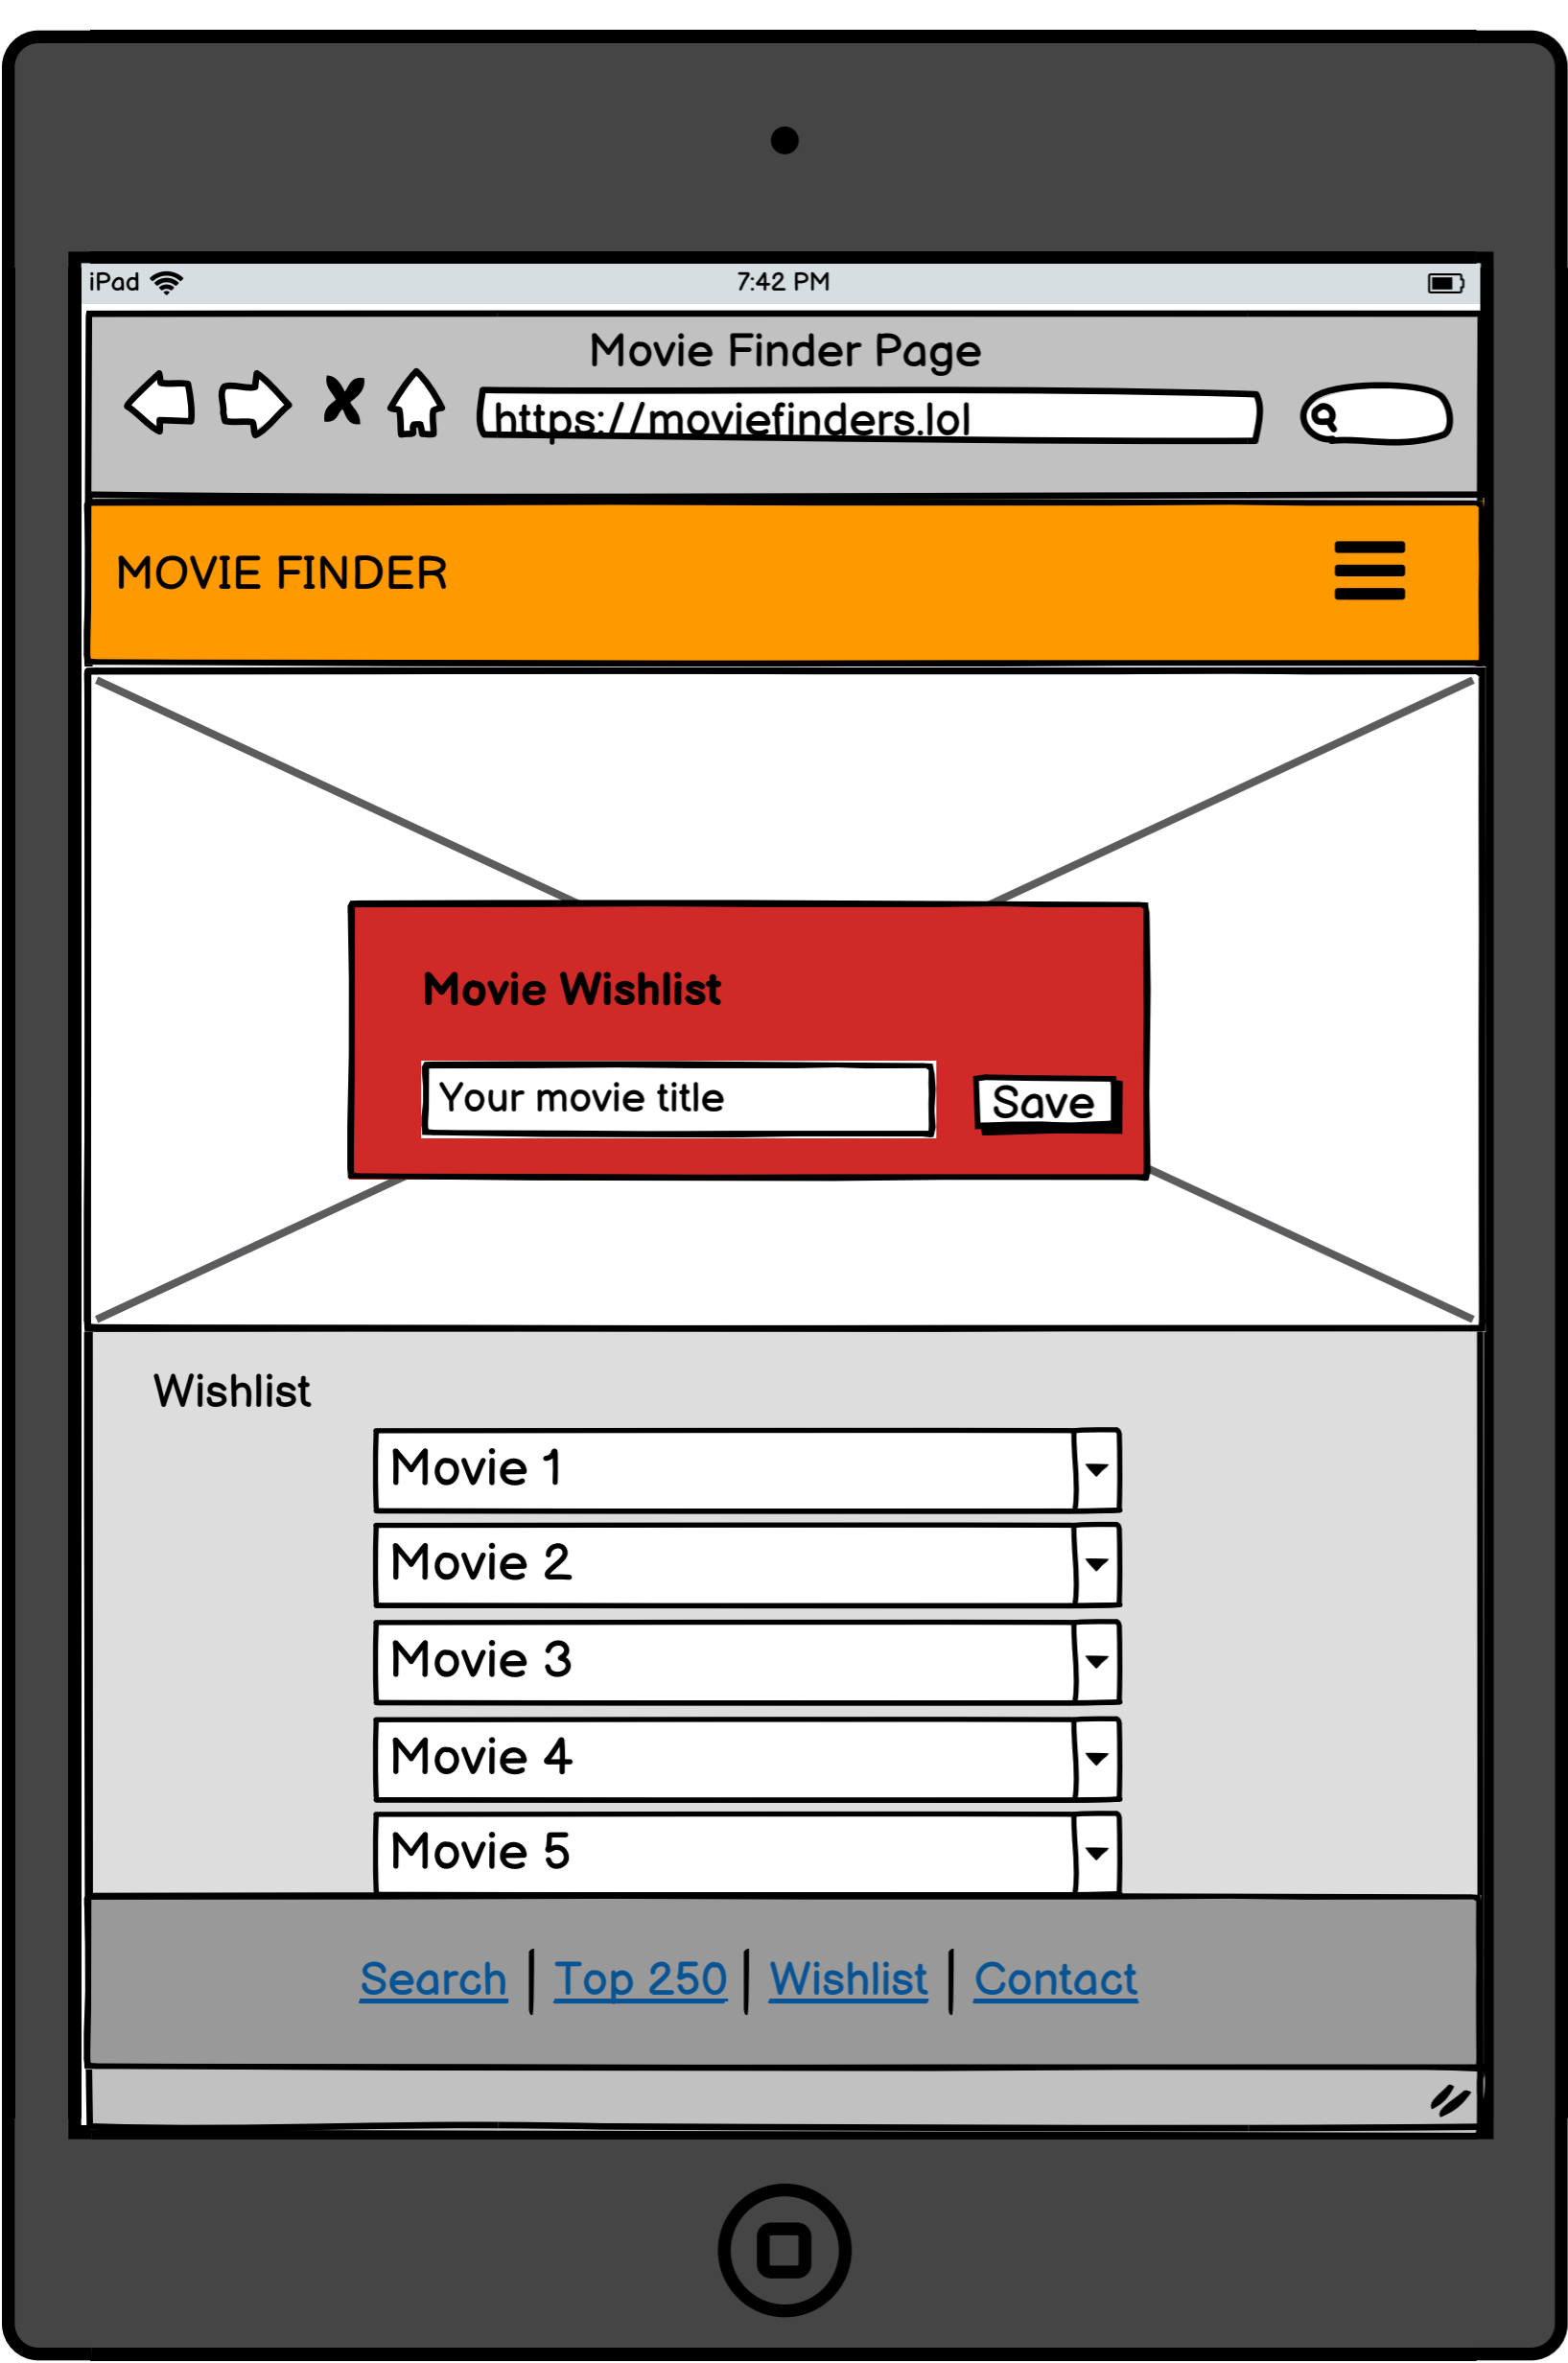 iPad
7:42 PM
Movie Finder Page
https://moviefinders.lol
MOVIE FINDER
Movie Wishlist
Your movie title
Save
Wishlist
Movie 1
Movie 2
Movie 3
Movie 4
Movie 5
Search | Top 250 | Wishlist | Contact